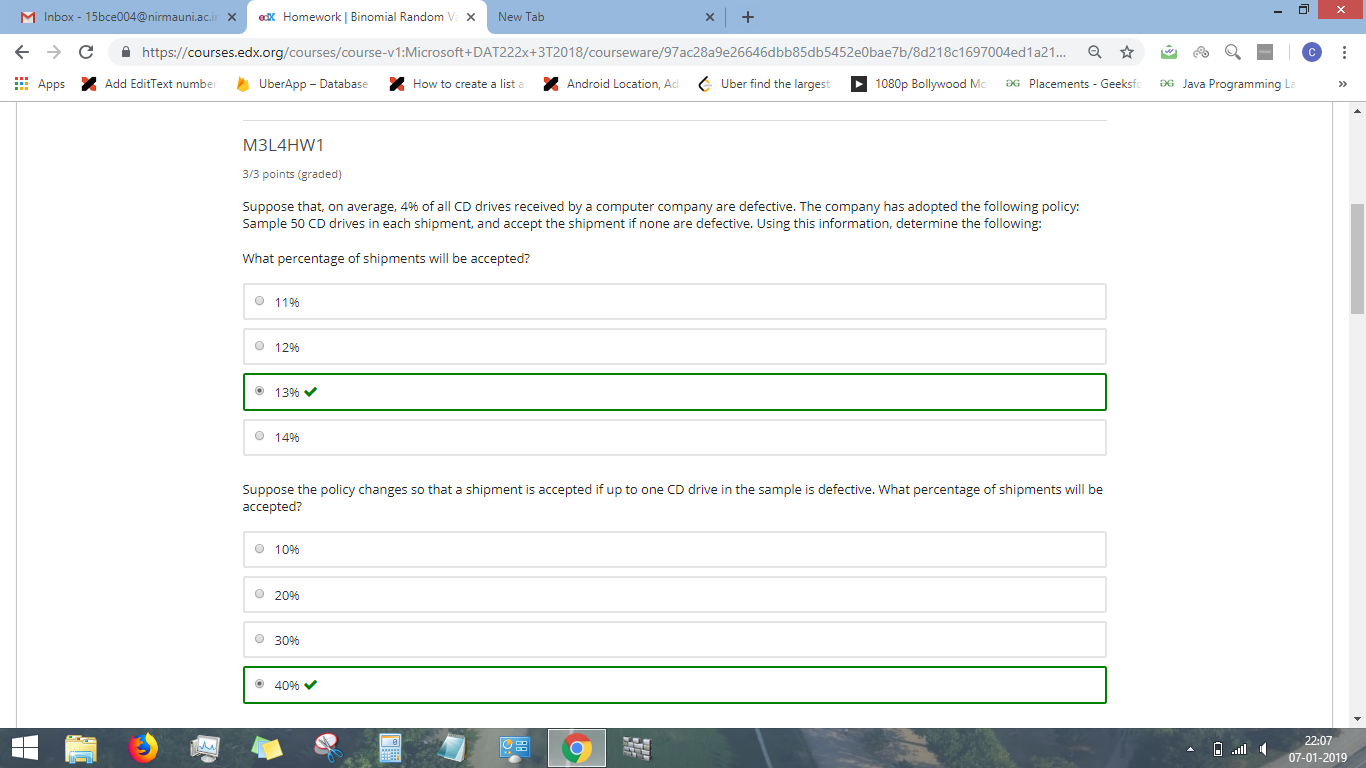 Inbox - 15bce004@nirmauni.ac.in
edX Homework | Binomial Random Va
New Tab
https://courses.edx.org/courses/course-v1:Microsoft+DAT222x+3T2018/courseware/97ac28a9e26646dbb85db5452e0bae7b/8d218c1697004ed1a21...
C
Apps
Add EditText number
UberApp – Database
How to create a list a
Android Location, Ad
Uber find the largest
1080p Bollywood Mo
Placements - Geeksfo
Java Programming La
»
M3L4HW1
3/3 points (graded)
Suppose that, on average, 4% of all CD drives received by a computer company are defective. The company has adopted the following policy:
Sample 50 CD drives in each shipment, and accept the shipment if none are defective. Using this information, determine the following:
What percentage of shipments will be accepted?
11%
12%
13%
14%
Suppose the policy changes so that a shipment is accepted if up to one CD drive in the sample is defective. What percentage of shipments will be
accepted?
10%
20%
30%
40%
22:07
07-01-2019